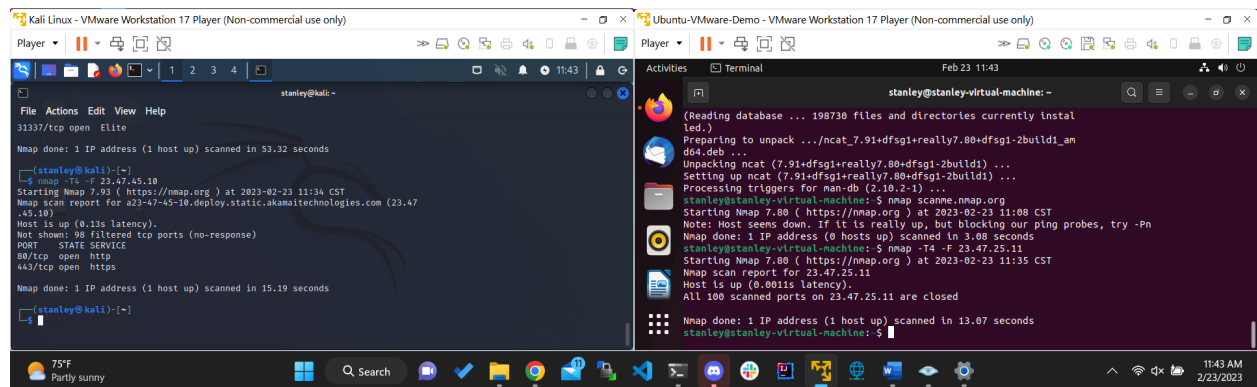 Kali Linux - VMware Workstation 17 Player (Non-commercial use only)
Player
1 2 3 4
11:43
stanley@kali: ~
File Actions Edit View Help
31337/tcp open Elite
Nmap done: 1 IP address (1 host up) scanned in 53.32 seconds
(stanley㉿kali)-[~]
$ nmap -T4 -F 23.47.45.10
Starting Nmap 7.93 ( https://nmap.org ) at 2023-02-23 11:34 CST
Nmap scan report for a23-47-45-10.deploy.static.akamaitechnologies.com (23.47
.45.10)
Host is up (0.13s latency).
Not shown: 98 filtered tcp ports (no-response)
PORT STATE SERVICE
80/tcp open http
443/tcp open https
Nmap done: 1 IP address (1 host up) scanned in 15.19 seconds
(stanley㉿kali)-[~]
$
Ubuntu-VMware-Demo - VMware Workstation 17 Player (Non-commercial use only)
Player
Activities Terminal Feb 23 11:43
stanley@stanley-virtual-machine: ~
(Reading database ... 198730 files and directories currently instal
led.)
Preparing to unpack .../ncat_7.91+dfsg1+really7.80+dfsg1-2build1_am
d64.deb ...
Unpacking ncat (7.91+dfsg1+really7.80+dfsg1-2build1) ...
Setting up ncat (7.91+dfsg1+really7.80+dfsg1-2build1) ...
Processing triggers for man-db (2.10.2-1) ...
stanley@stanley-virtual-machine:~$ nmap scanme.nmap.org
Starting Nmap 7.80 ( https://nmap.org ) at 2023-02-23 11:08 CST
Note: Host seems down. If it is really up, but blocking our ping probes, try -Pn
Nmap done: 1 IP address (0 hosts up) scanned in 3.08 seconds
stanley@stanley-virtual-machine:~$ nmap -T4 -F 23.47.25.11
Starting Nmap 7.80 ( https://nmap.org ) at 2023-02-23 11:35 CST
Nmap scan report for 23.47.25.11
Host is up (0.0011s latency).
All 100 scanned ports on 23.47.25.11 are closed
Nmap done: 1 IP address (1 host up) scanned in 13.07 seconds
stanley@stanley-virtual-machine:~$
75°F
Partly sunny
Search
11:43 AM
2/23/2023